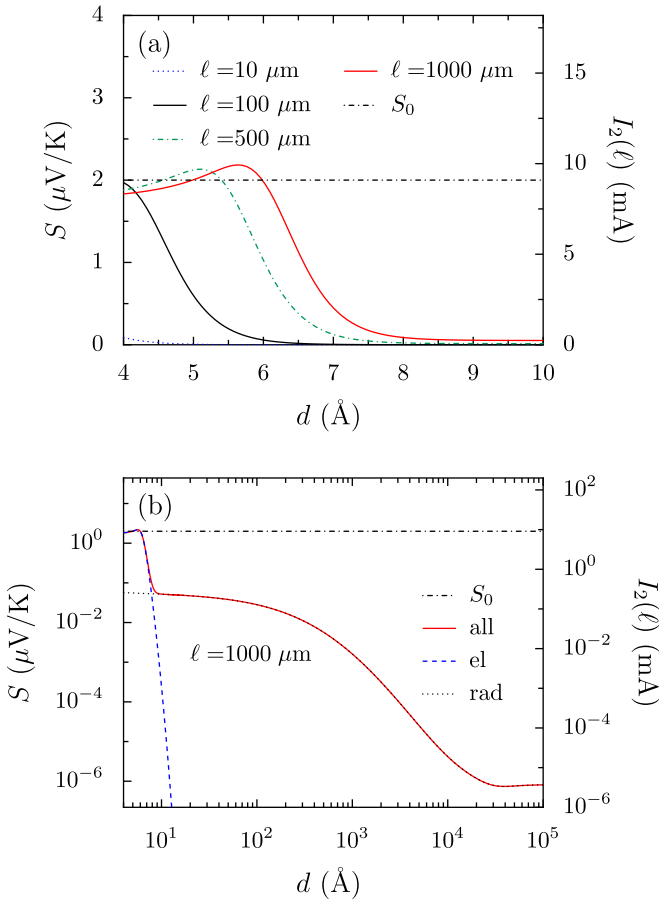 (a)
ℓ =10 μm
ℓ =100 μm
ℓ =500 μm
ℓ =1000 μm
S₀
4
3
2
1
0
S (μV/K)
15
10
5
0
I₂(ℓ) (mA)
4 5 6 7 8 9 10
d (Å)
(b)
10⁰
10⁻²
10⁻⁴
10⁻⁶
S (μV/K)
ℓ =1000 μm
S₀
all
el
rad
10²
10⁰
10⁻²
10⁻⁴
10⁻⁶
I₂(ℓ) (mA)
10¹ 10² 10³ 10⁴ 10⁵
d (Å)